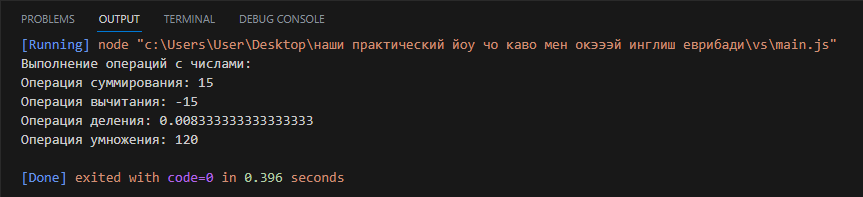 PROBLEMS OUTPUT TERMINAL DEBUG CONSOLE
[Running] node "c:\Users\User\Desktop\наши практический йоу чо каво мен окэээй инглиш еврибади\vs\main.js"
Выполнение операций с числами:
Операция суммирования: 15
Операция вычитания: -15
Операция деления: 0.008333333333333333
Операция умножения: 120
[Done] exited with code=0 in 0.396 seconds